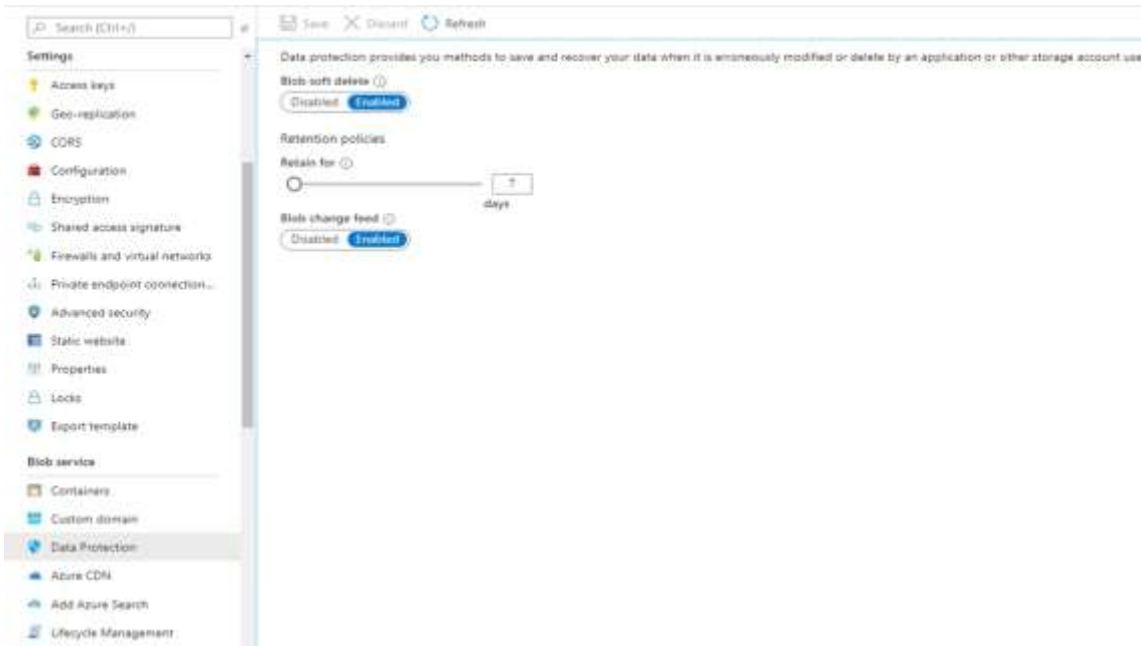 Search (Ctrl+/)
«
Save
Discard
Refresh
Settings
Access keys
Geo-replication
CORS
Configuration
Encryption
Shared access signature
Firewalls and virtual networks
Private endpoint connection...
Advanced security
Static website
Properties
Locks
Export template
Blob service
Containers
Custom domain
Data Protection
Azure CDN
Add Azure Search
Lifecycle Management
Data protection provides you methods to save and recover your data when it is erroneously modified or delete by an application or other storage account use
Blob soft delete
Disabled Enabled
Retention policies
Retain for
7
days
Blob change feed
Disabled Enabled